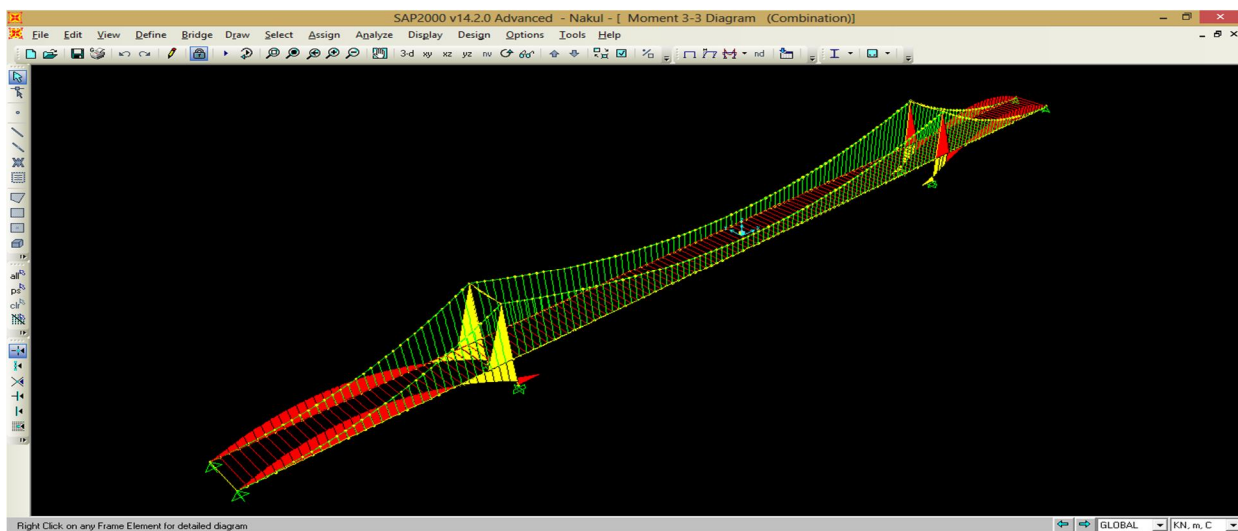 SAP2000 v14.2.0 Advanced - Nakul - [ Moment 3-3 Diagram (Combination)]
File Edit View Define Bridge Draw Select Assign Analyze Display Design Options Tools Help
3-d xy xz yz nv nd
all
ps
clr
Right Click on any Frame Element for detailed diagram
GLOBAL
KN, m, C